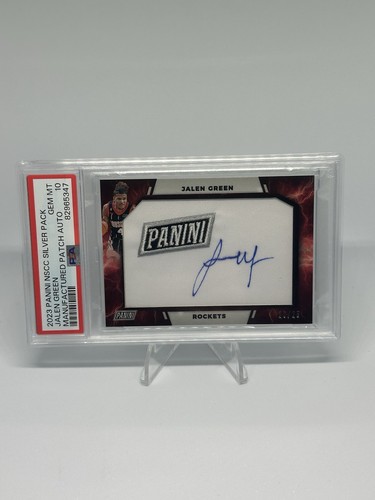 2023 PANINI NSCC SILVER PACK
JALEN GREEN GEM MT
MANUFACTURED PATCH AUTO 10
82965347
PSA
JALEN GREEN
PANINI
PANINI
ROCKETS